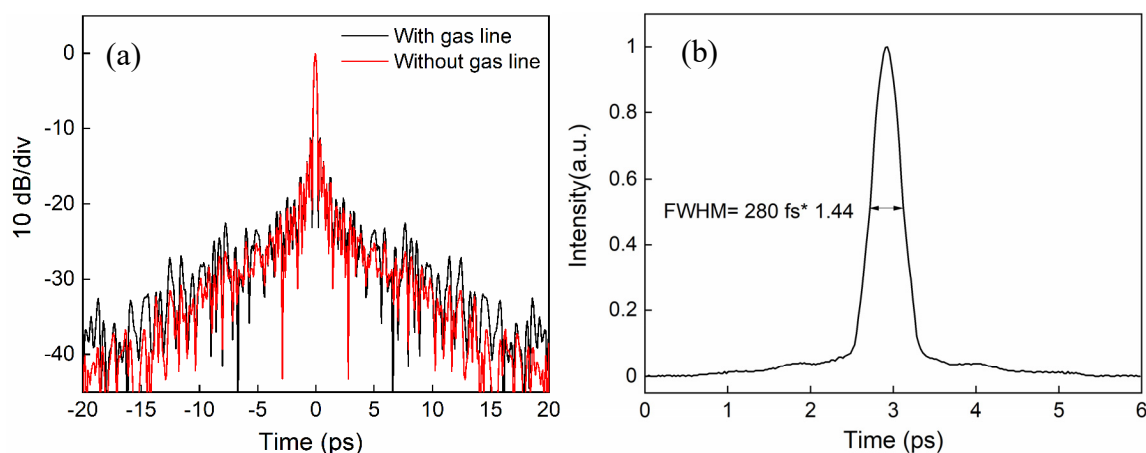 (a)
With gas line
Without gas line
10 dB/div
0
-10
-20
-30
-40
-20 -15 -10 -5 0 5 10 15 20
Time (ps)
(b)
Intensity(a.u.)
1
0.8
0.6
0.4
0.2
0
FWHM= 280 fs* 1.44
0 1 2 3 4 5 6
Time (ps)